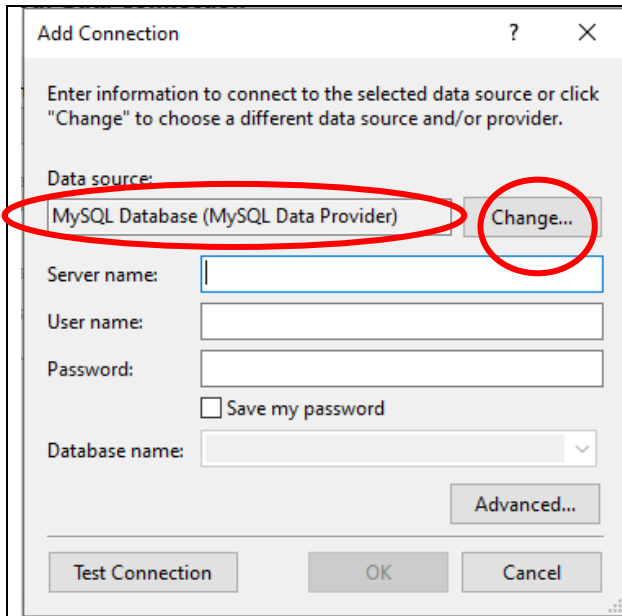 Add Connection ? ×
Enter information to connect to the selected data source or click
"Change" to choose a different data source and/or provider.
Data source:
MySQL Database (MySQL Data Provider) Change...
Server name:
User name:
Password:
Save my password
Database name:
Advanced...
Test Connection OK Cancel